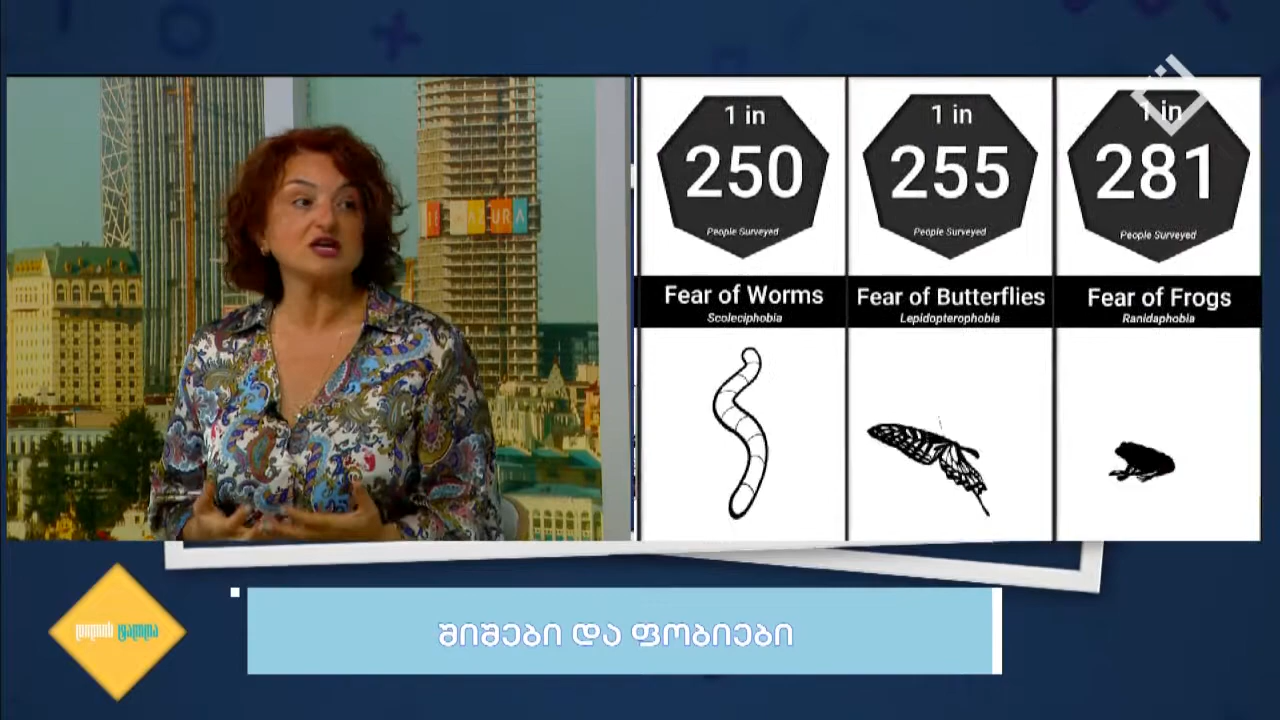 1 in
250
People Surveyed
Fear of Worms
Scoleciphobia
1 in
255
People Surveyed
Fear of Butterflies
Lepidopterophobia
1 in
281
People Surveyed
Fear of Frogs
Ranidaphobia
შიშები და ფობიები